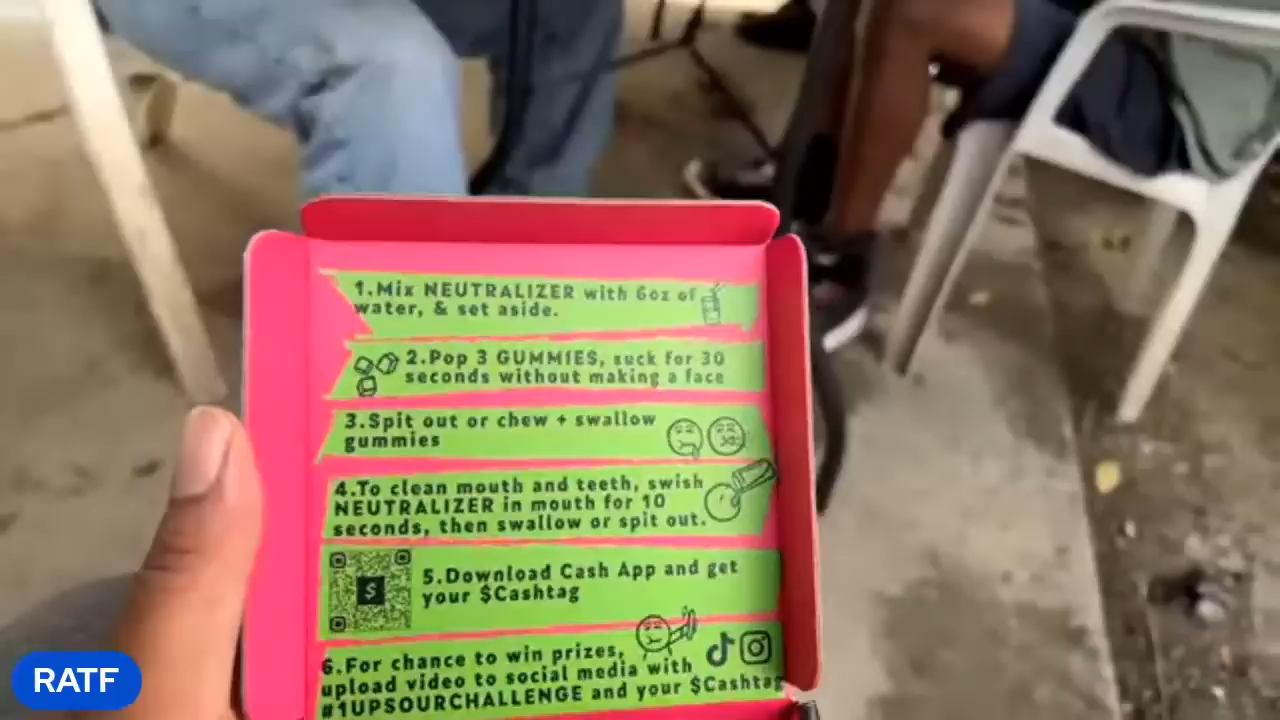 1.Mix NEUTRALIZER with 6oz of
water, & set aside.
2.Pop 3 GUMMIES, suck for 30
seconds without making a face
3.Spit out or chew + swallow
gummies
4.To clean mouth and teeth, swish
NEUTRALIZER in mouth for 10
seconds, then swallow or spit out.
$
5.Download Cash App and get
your $Cashtag
6.For chance to win prizes,
upload video to social media with
#1UPSOURCHALLENGE and your $Cashtag
RATF